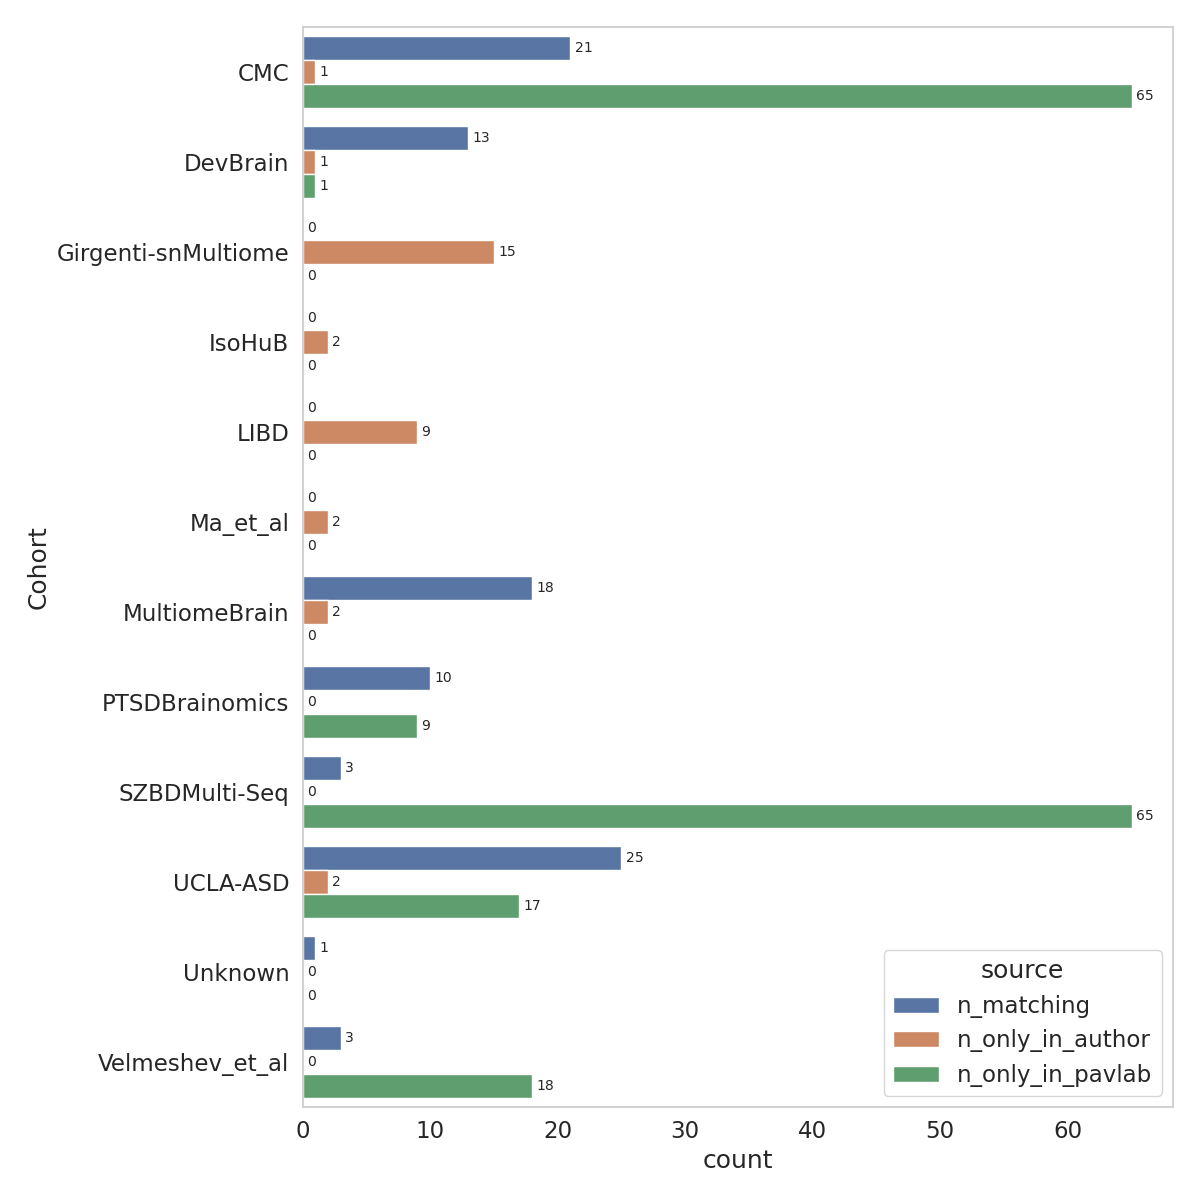 Cohort
CMC
21
1
65
DevBrain
13
1
1
Girgenti-snMultiome
0
15
0
IsoHuB
0
2
0
LIBD
0
9
0
Ma_et_al
0
2
0
MultiomeBrain
18
2
0
PTSDBrainomics
10
0
9
SZBDMulti-Seq
3
0
65
UCLA-ASD
25
2
17
Unknown
1
0
0
Velmeshev_et_al
3
0
18
source
n_matching
n_only_in_author
n_only_in_pavlab
0 10 20 30 40 50 60
count